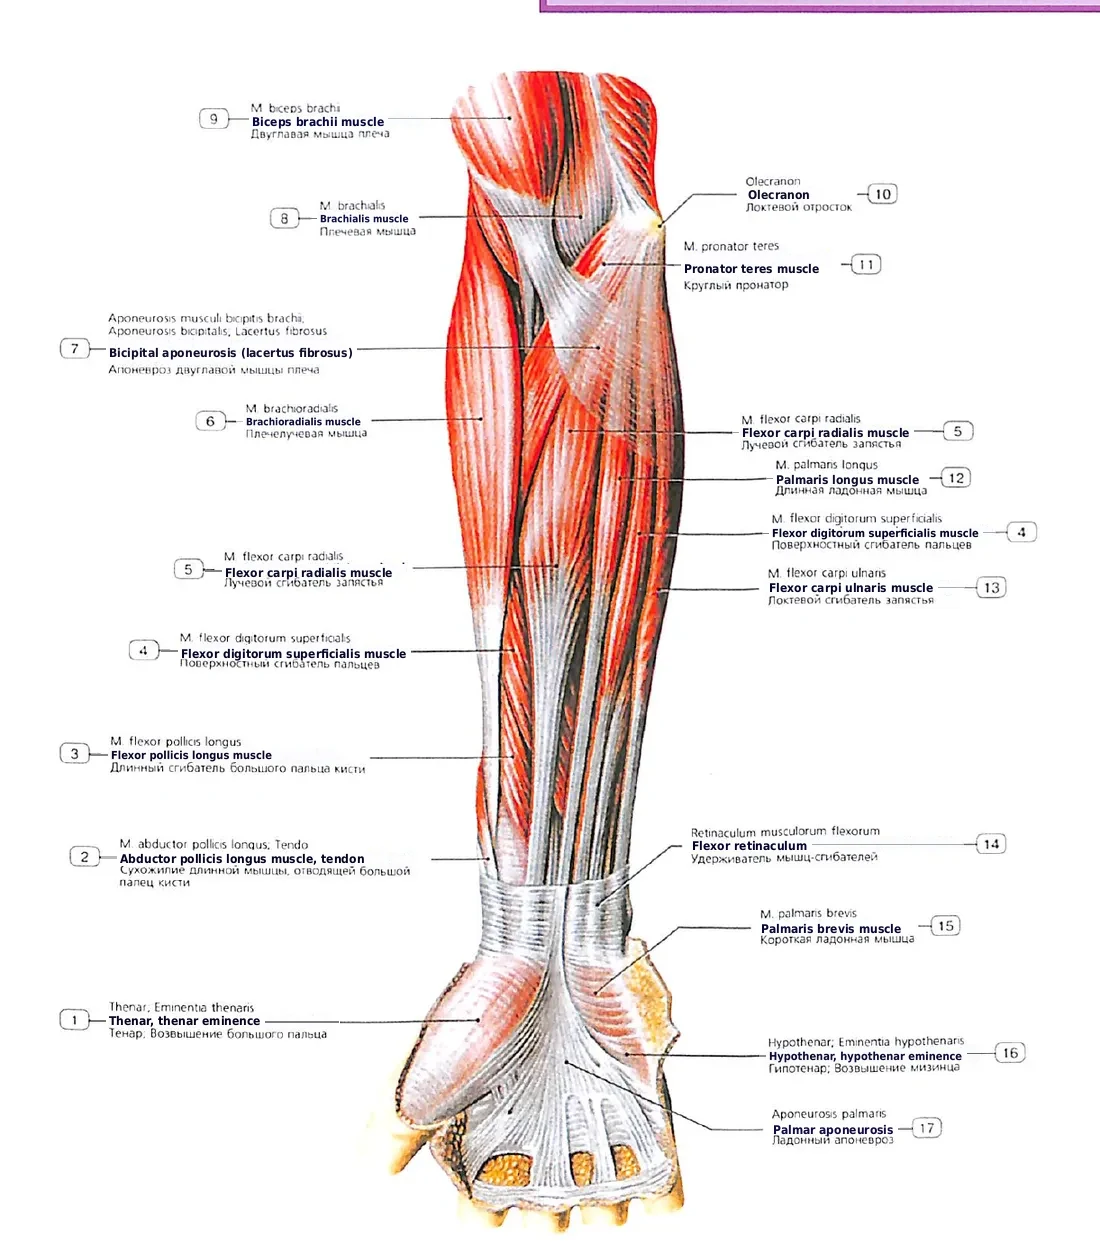 9
M. biceps brachii
Biceps brachii muscle
Двуглавая мышца плеча
8
M. brachialis
Brachialis muscle
Плечевая мышца
Olecranon
Olecranon
Локтевой отросток
10
M. pronator teres
Pronator teres muscle
Круглый пронатор
11
Aponeurosis musculi bicipitis brachii;
Aponeurosis bicipitalis; Lacertus fibrosus
7
Bicipital aponeurosis (lacertus fibrosus)
Апоневроз двуглавой мышцы плеча
6
M. brachioradialis
Brachioradialis muscle
Плечелучевая мышца
M. flexor carpi radialis
Flexor carpi radialis muscle
Лучевой сгибатель запястья
5
M. palmaris longus
Palmaris longus muscle
Длинная ладонная мышца
12
M. flexor digitorum superficialis
Flexor digitorum superficialis muscle
Поверхностный сгибатель пальцев
4
5
M. flexor carpi radialis
Flexor carpi radialis muscle
Лучевой сгибатель запястья
M. flexor carpi ulnaris
Flexor carpi ulnaris muscle
Локтевой сгибатель запястья
13
4
M. flexor digitorum superficialis
Flexor digitorum superficialis muscle
Поверхностный сгибатель пальцев
3
M. flexor pollicis longus
Flexor pollicis longus muscle
Длинный сгибатель большого пальца кисти
2
M. abductor pollicis longus; Tendo
Abductor pollicis longus muscle, tendon
Сухожилие длинной мышцы, отводящей большой
палец кисти
Retinaculum musculorum flexorum
Flexor retinaculum
Удерживатель мышц-сгибателей
14
M. palmaris brevis
Palmaris brevis muscle
Короткая ладонная мышца
15
1
Thenar; Eminentia thenaris
Thenar, thenar eminence
Тенар; Возвышение большого пальца
Hypothenar; Eminentia hypothenaris
Hypothenar, hypothenar eminence
Гипотенар; Возвышение мизинца
16
Aponeurosis palmaris
Palmar aponeurosis
Ладонный апоневроз
17